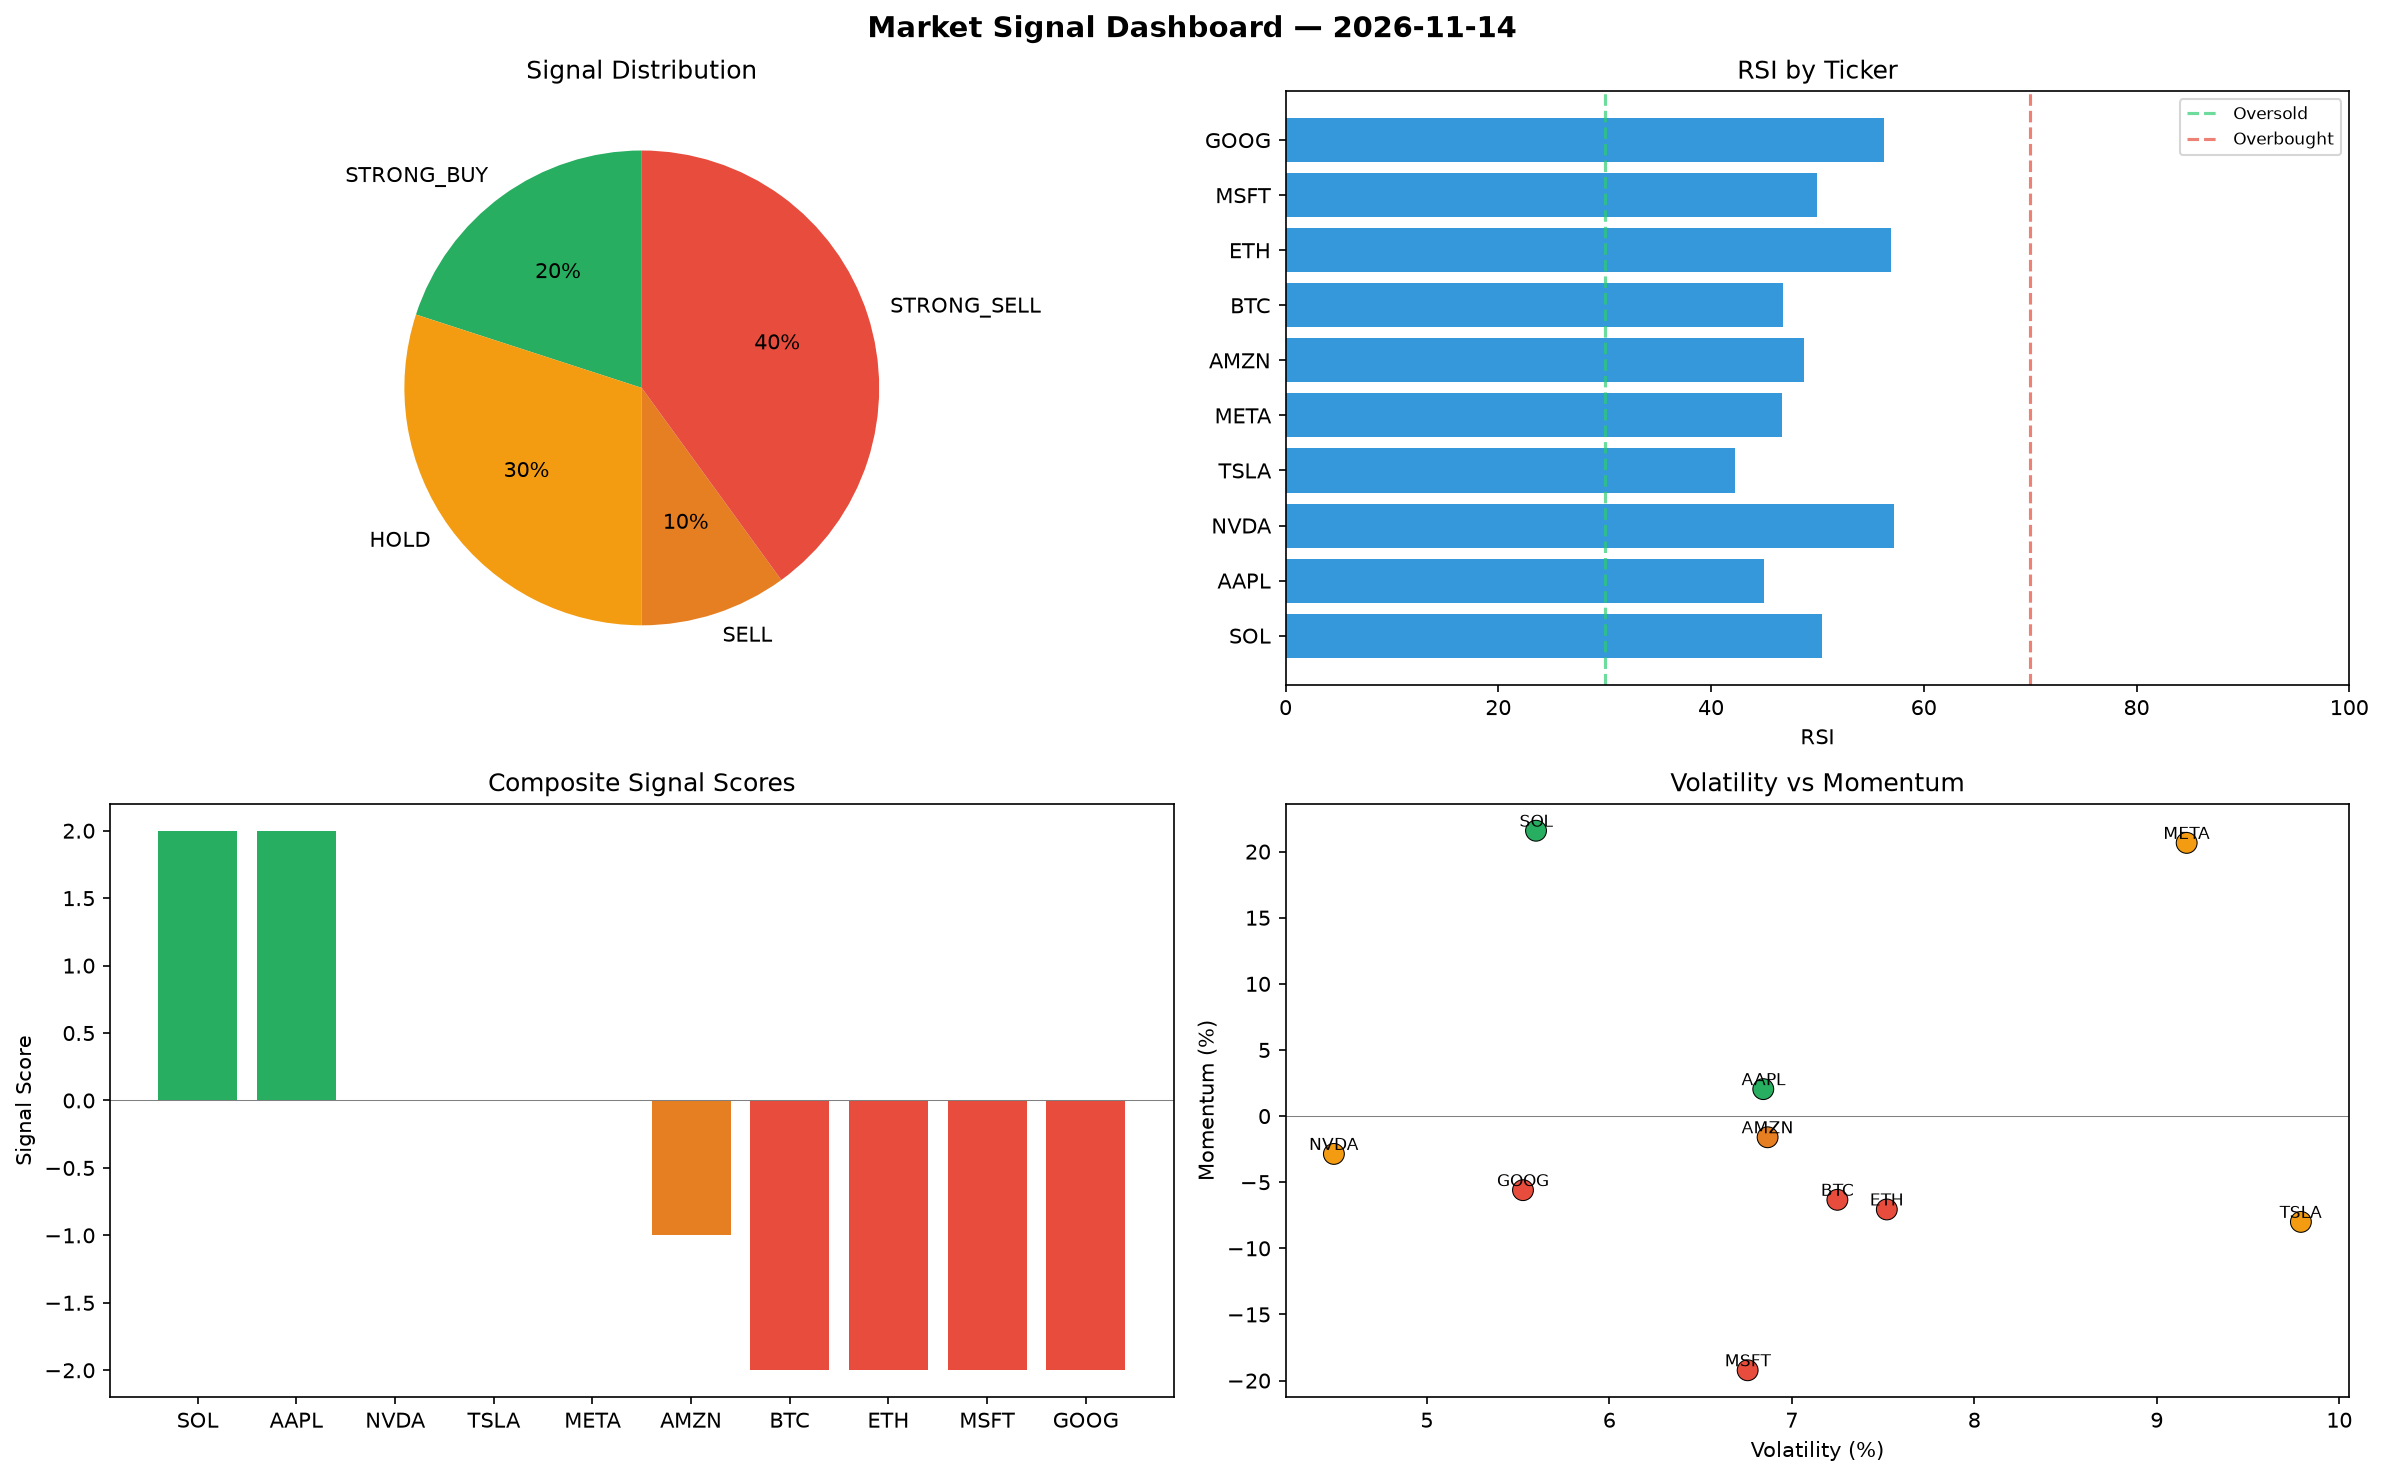 Market Signal Dashboard — 2026-11-14
Signal Distribution
STRONG_BUY
20%
STRONG_SELL
40%
30%
HOLD
10%
SELL
RSI by Ticker
Oversold
Overbought
GOOG
MSFT
ETH
BTC
AMZN
META
TSLA
NVDA
AAPL
SOL
0 20 40 60 80 100
RSI
Composite Signal Scores
Signal Score
2.0
1.5
1.0
0.5
0.0
−0.5
−1.0
−1.5
−2.0
SOL AAPL NVDA TSLA META AMZN BTC ETH MSFT GOOG
Volatility vs Momentum
Momentum (%)
20
15
10
5
0
−5
−10
−15
−20
SOL
META
AAPL
AMZN
NVDA
GOOG
BTC
ETH
TSLA
MSFT
5 6 7 8 9 10
Volatility (%)